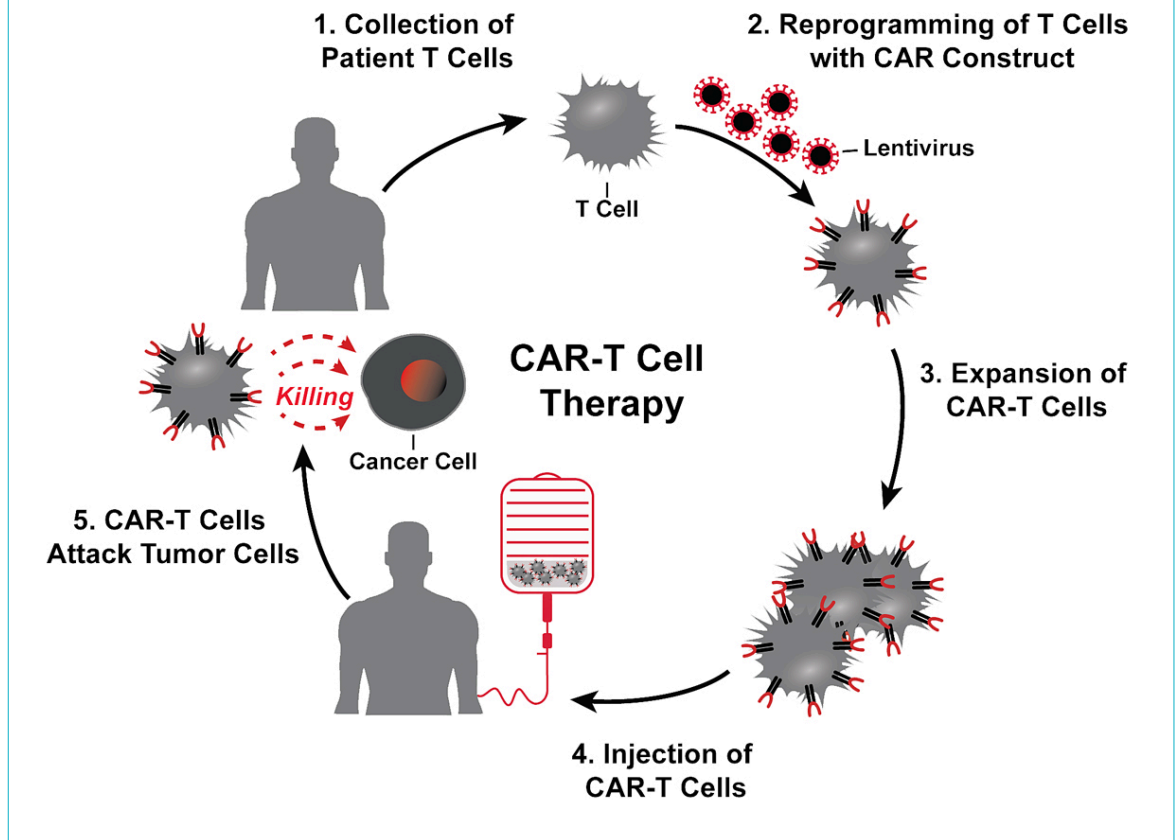 1. Collection of
Patient T Cells
2. Reprogramming of T Cells
with CAR Construct
Lentivirus
T Cell
3. Expansion of
CAR-T Cells
CAR-T Cell
Therapy
Killing
Cancer Cell
5. CAR-T Cells
Attack Tumor Cells
4. Injection of
CAR-T Cells